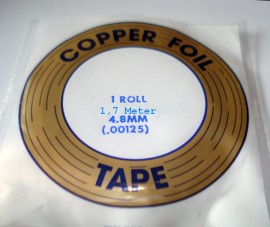 COPPER FOIL
1 ROLL
1,7 Meter
4.8MM
(.00125)
TAPE